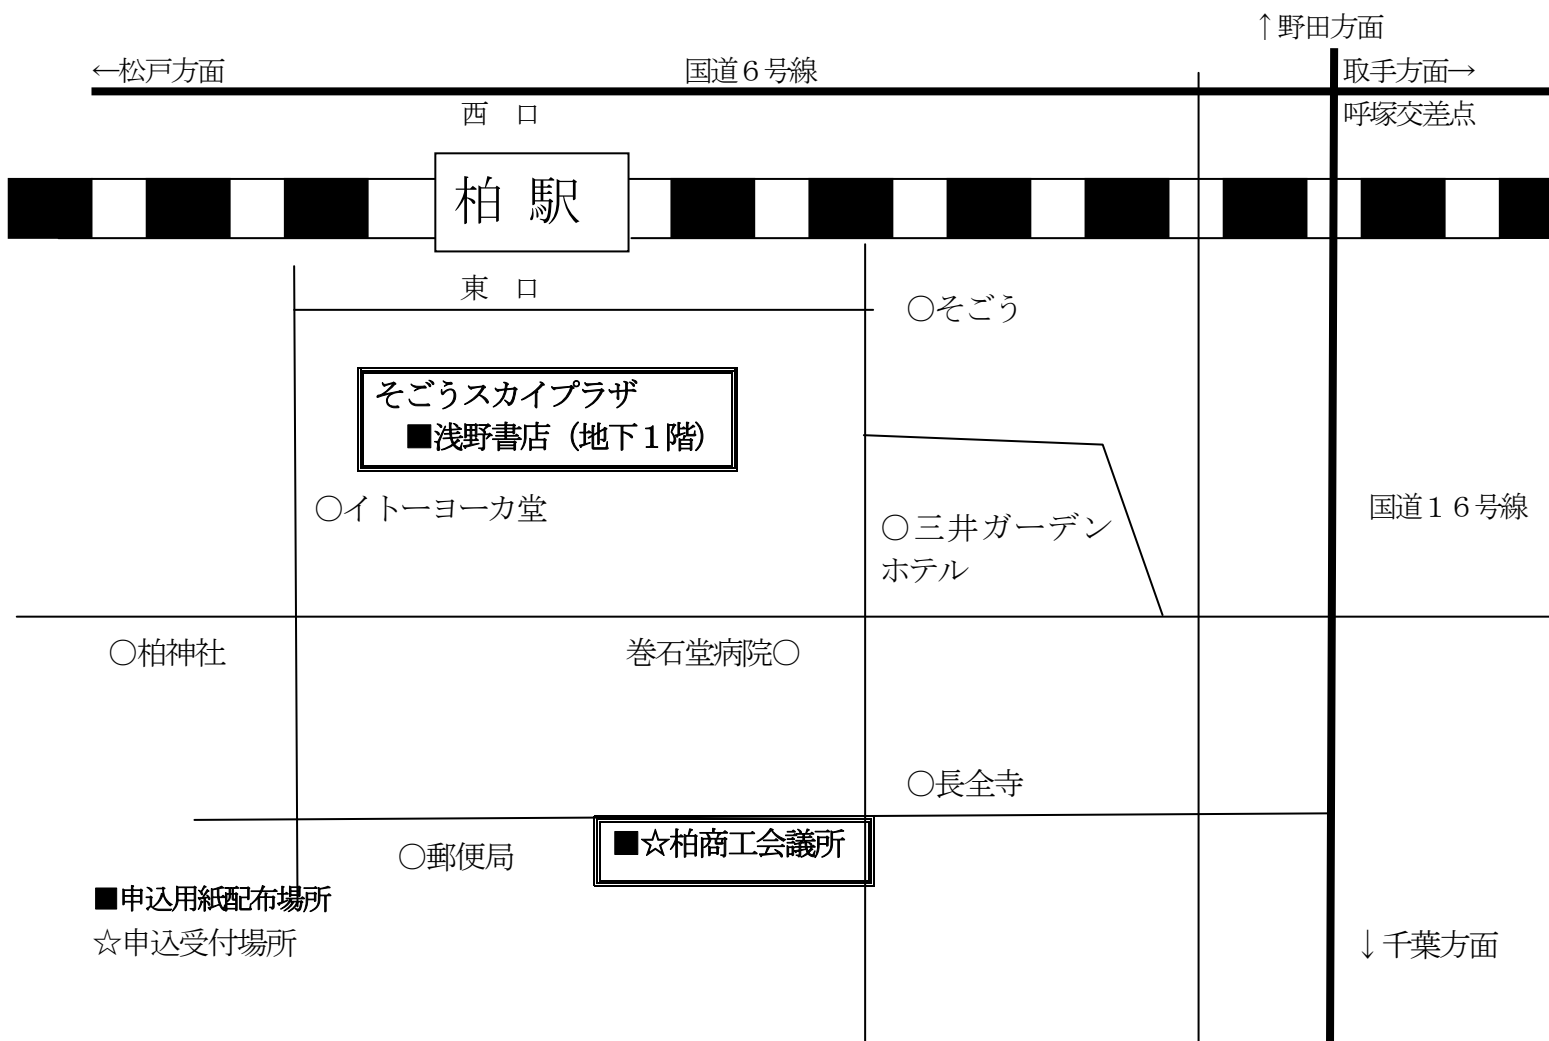 ↑野田方面
←松戸方面
国道６号線
取手方面→
西　口
呼塚交差点
柏 駅
東　口
○そごう
そごうスカイプラザ
■浅野書店（地下１階）
○イトーヨーカ堂
○三井ガーデン
ホテル
国道１６号線
○柏神社
巻石堂病院○
○長全寺
■☆柏商工会議所
○郵便局
■申込用紙配布場所
☆申込受付場所
↓千葉方面